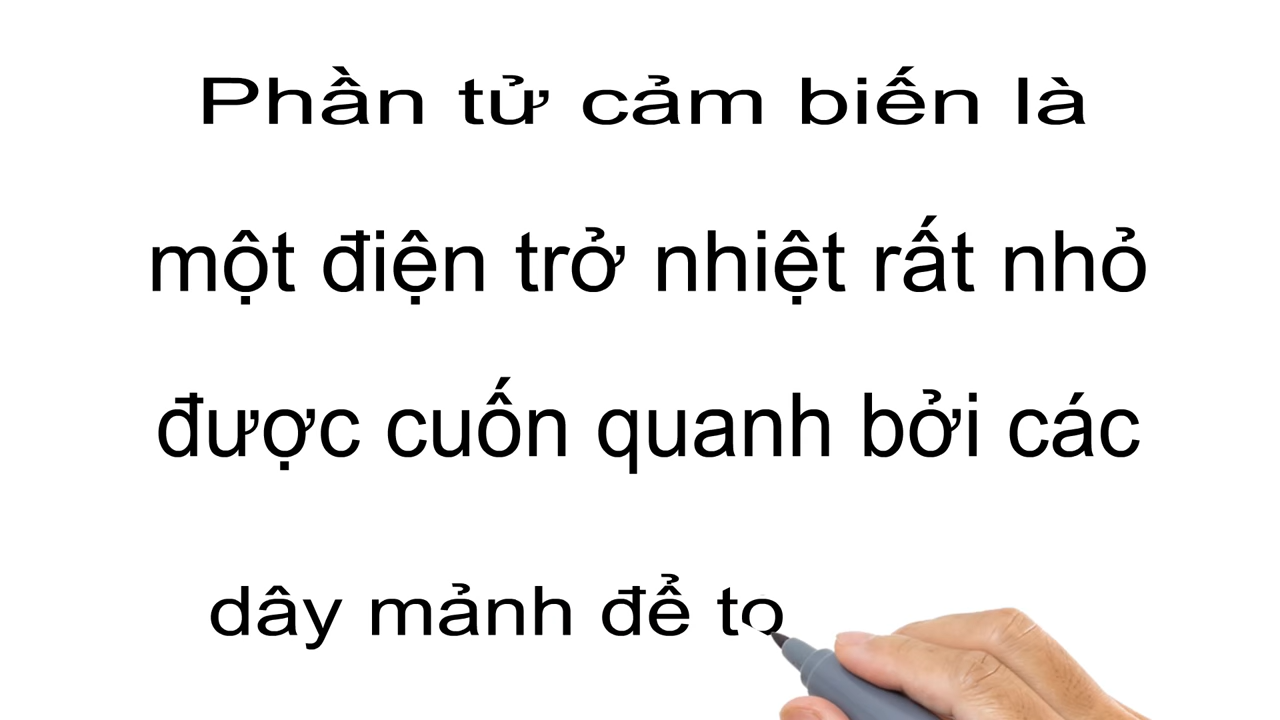 Phần tử cảm biến là
một điện trở nhiệt rất nhỏ
được cuốn quanh bởi các
dây mảnh để